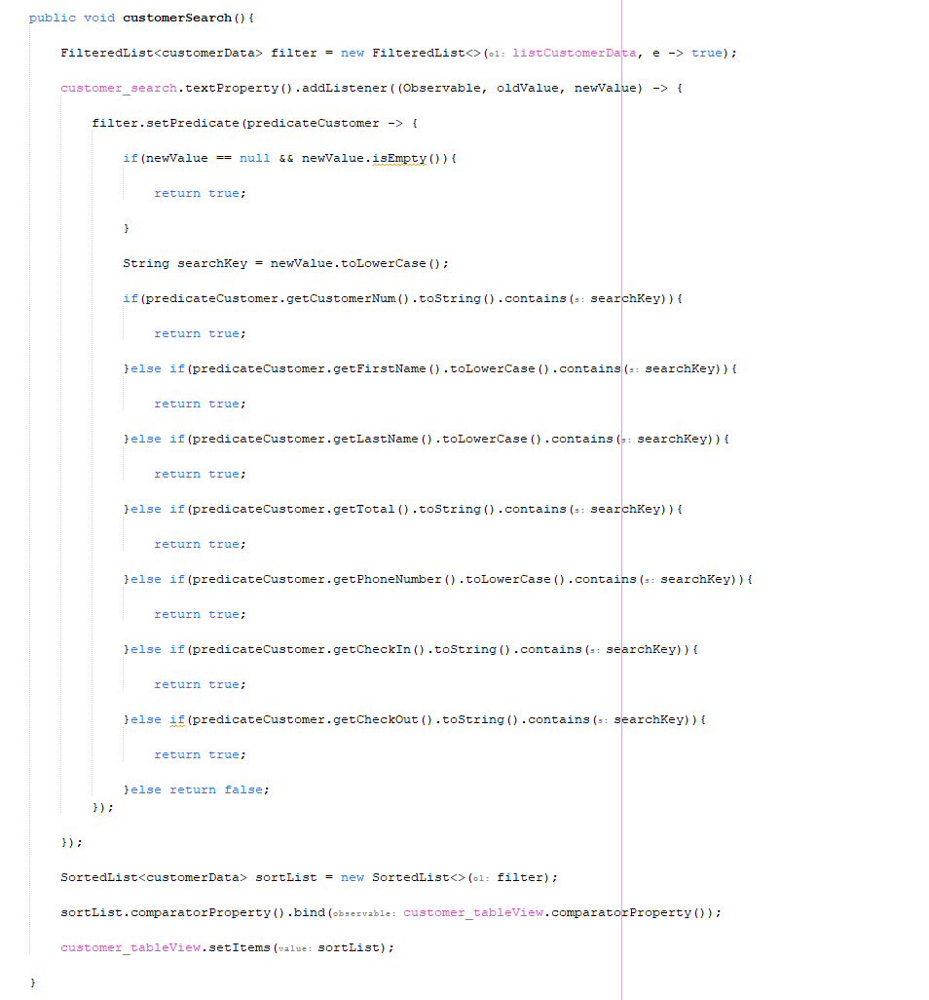 public void customerSearch(){
FilteredList<customerData> filter = new FilteredList<>(ol: listCustomerData, e -> true);
customer_search.textProperty().addListener((Observable, oldValue, newValue) -> {
filter.setPredicate(predicateCustomer -> {
if(newValue == null && newValue.isEmpty()){
return true;
}
String searchKey = newValue.toLowerCase();
if(predicateCustomer.getCustomerNum().toString().contains(s: searchKey)){
return true;
}else if(predicateCustomer.getFirstName().toLowerCase().contains(s: searchKey)){
return true;
}else if(predicateCustomer.getLastName().toLowerCase().contains(s: searchKey)){
return true;
}else if(predicateCustomer.getTotal().toString().contains(s: searchKey)){
return true;
}else if(predicateCustomer.getPhoneNumber().toLowerCase().contains(s: searchKey)){
return true;
}else if(predicateCustomer.getCheckIn().toString().contains(s: searchKey)){
return true;
}else if(predicateCustomer.getCheckOut().toString().contains(s: searchKey)){
return true;
}else return false;
});
});
SortedList<customerData> sortList = new SortedList<>(ol: filter);
sortList.comparatorProperty().bind(observable: customer_tableView.comparatorProperty());
customer_tableView.setItems(value: sortList);
}